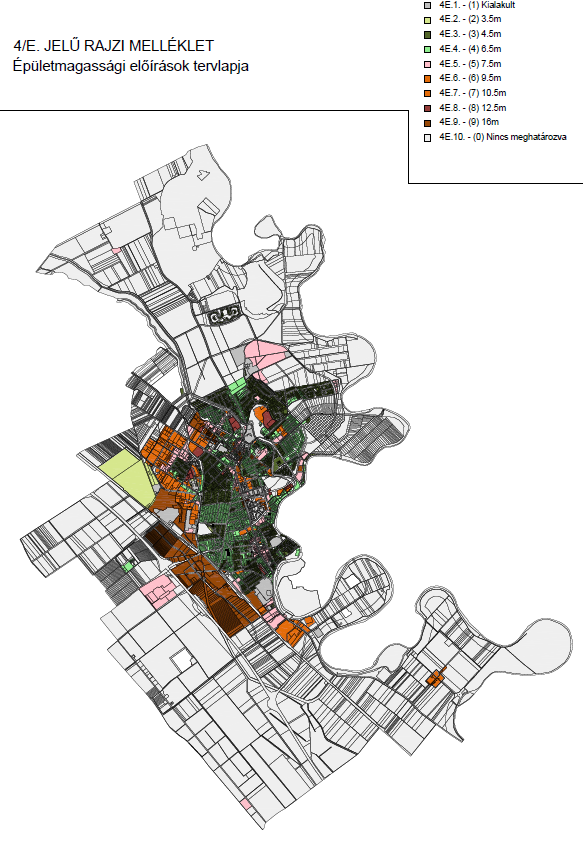 4E.1. - (1) Kialakult
4E.2. - (2) 3.5m
4E.3. - (3) 4.5m
4E.4. - (4) 6.5m
4E.5. - (5) 7.5m
4E.6. - (6) 9.5m
4E.7. - (7) 10.5m
4E.8. - (8) 12.5m
4E.9. - (9) 16m
4E.10. - (0) Nincs meghatározva
4/E. JELŰ RAJZI MELLÉKLET
Épületmagassági előírások tervlapja